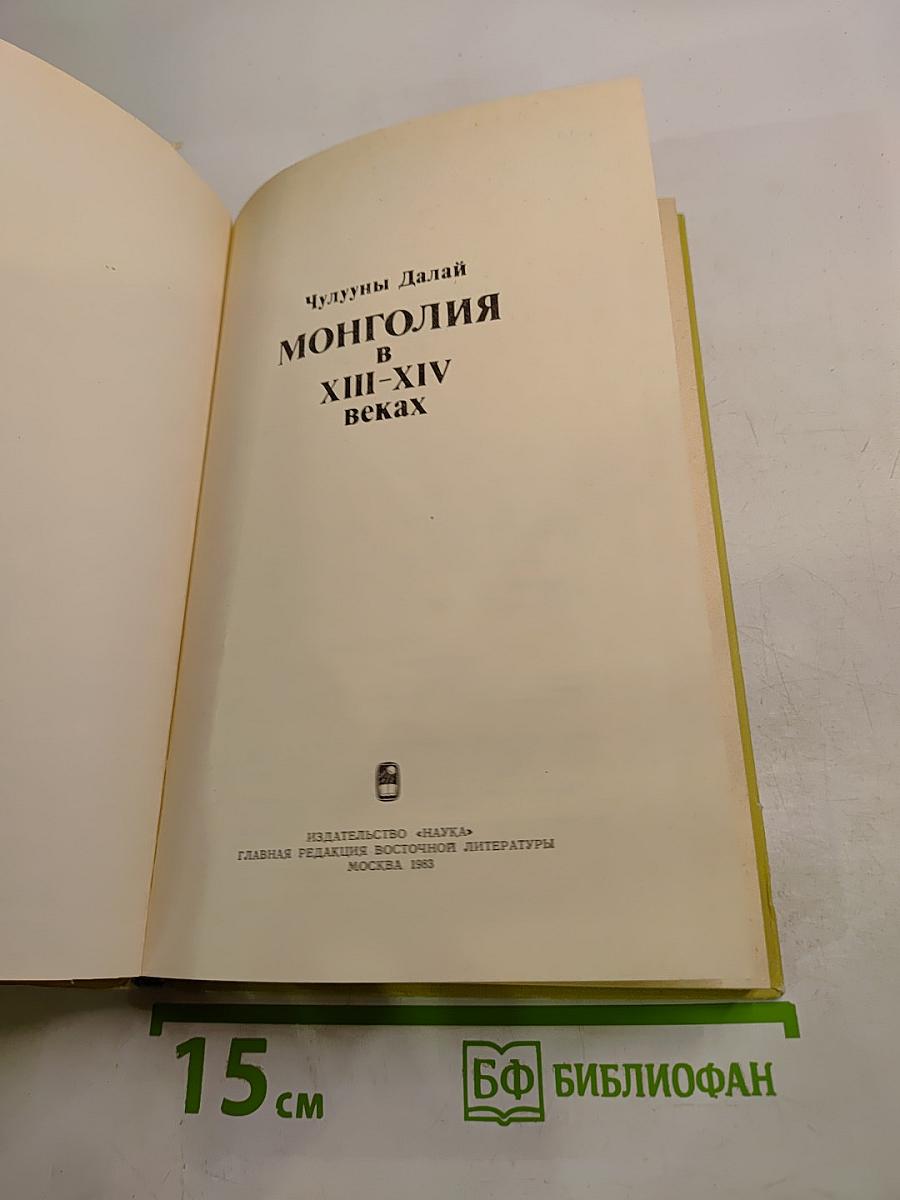 Чулууны Далай
МОНГОЛИЯ
в
XIII–XIV
веках
ИЗДАТЕЛЬСТВО «НАУКА»
ГЛАВНАЯ РЕДАКЦИЯ ВОСТОЧНОЙ ЛИТЕРАТУРЫ
МОСКВА 1983
15 см
БФ БИБЛИОФАН